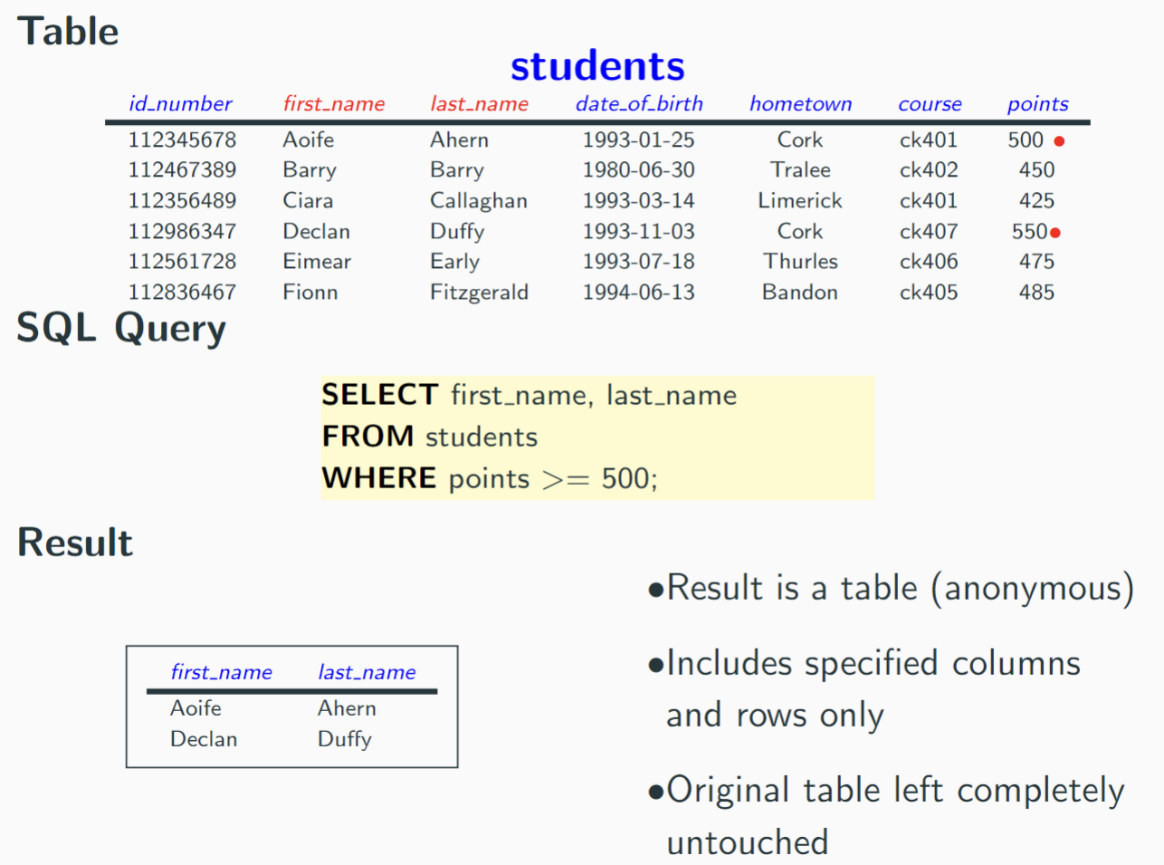 Table
students
id_number first_name last_name date_of_birth hometown course points
112345678 Aoife Ahern 1993-01-25 Cork ck401 500
112467389 Barry Barry 1980-06-30 Tralee ck402 450
112356489 Ciara Callaghan 1993-03-14 Limerick ck401 425
112986347 Declan Duffy 1993-11-03 Cork ck407 550
112561728 Eimear Early 1993-07-18 Thurles ck406 475
112836467 Fionn Fitzgerald 1994-06-13 Bandon ck405 485
SQL Query
SELECT first_name, last_name
FROM students
WHERE points >= 500;
Result
first_name last_name
Aoife Ahern
Declan Duffy
•Result is a table (anonymous)
•Includes specified columns
and rows only
•Original table left completely
untouched